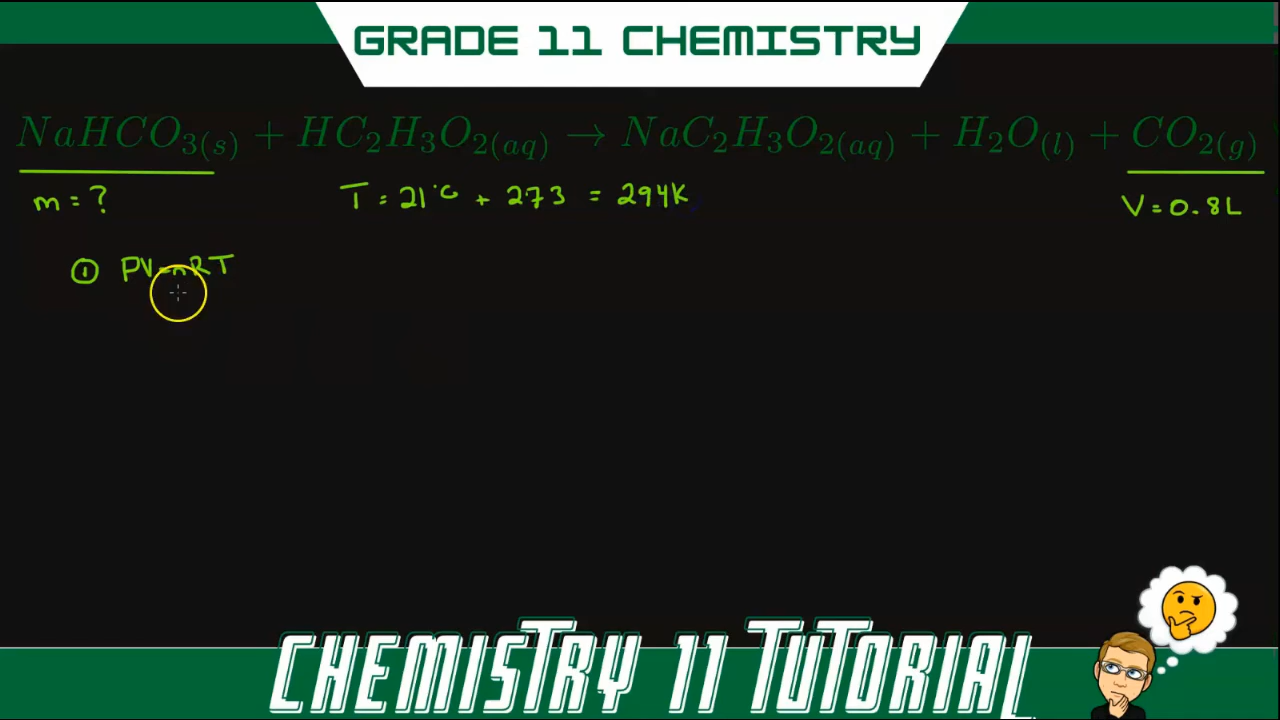 GRADE 11 CHEMISTRY
NaHCO₃₍ₛ₎ + HC₂H₃O₂₍ₐq₎ → NaC₂H₃O₂₍ₐq₎ + H₂O₍ₗ₎ + CO₂₍g₎
m = ? T = 21°C + 273 = 294K V = 0.8L
① PV=nRT
CHEMISTRY 11 TUTORIAL